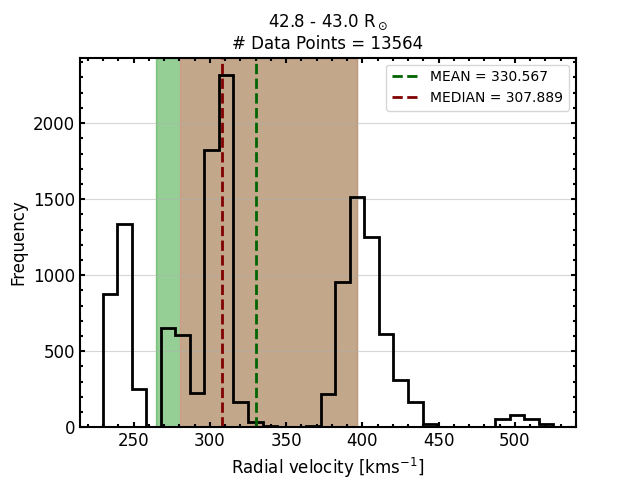 42.8 - 43.0 R⊙
# Data Points = 13564
MEAN = 330.567
MEDIAN = 307.889
Frequency
2000
1500
1000
500
0
250 300 350 400 450 500
Radial velocity [kms⁻¹]